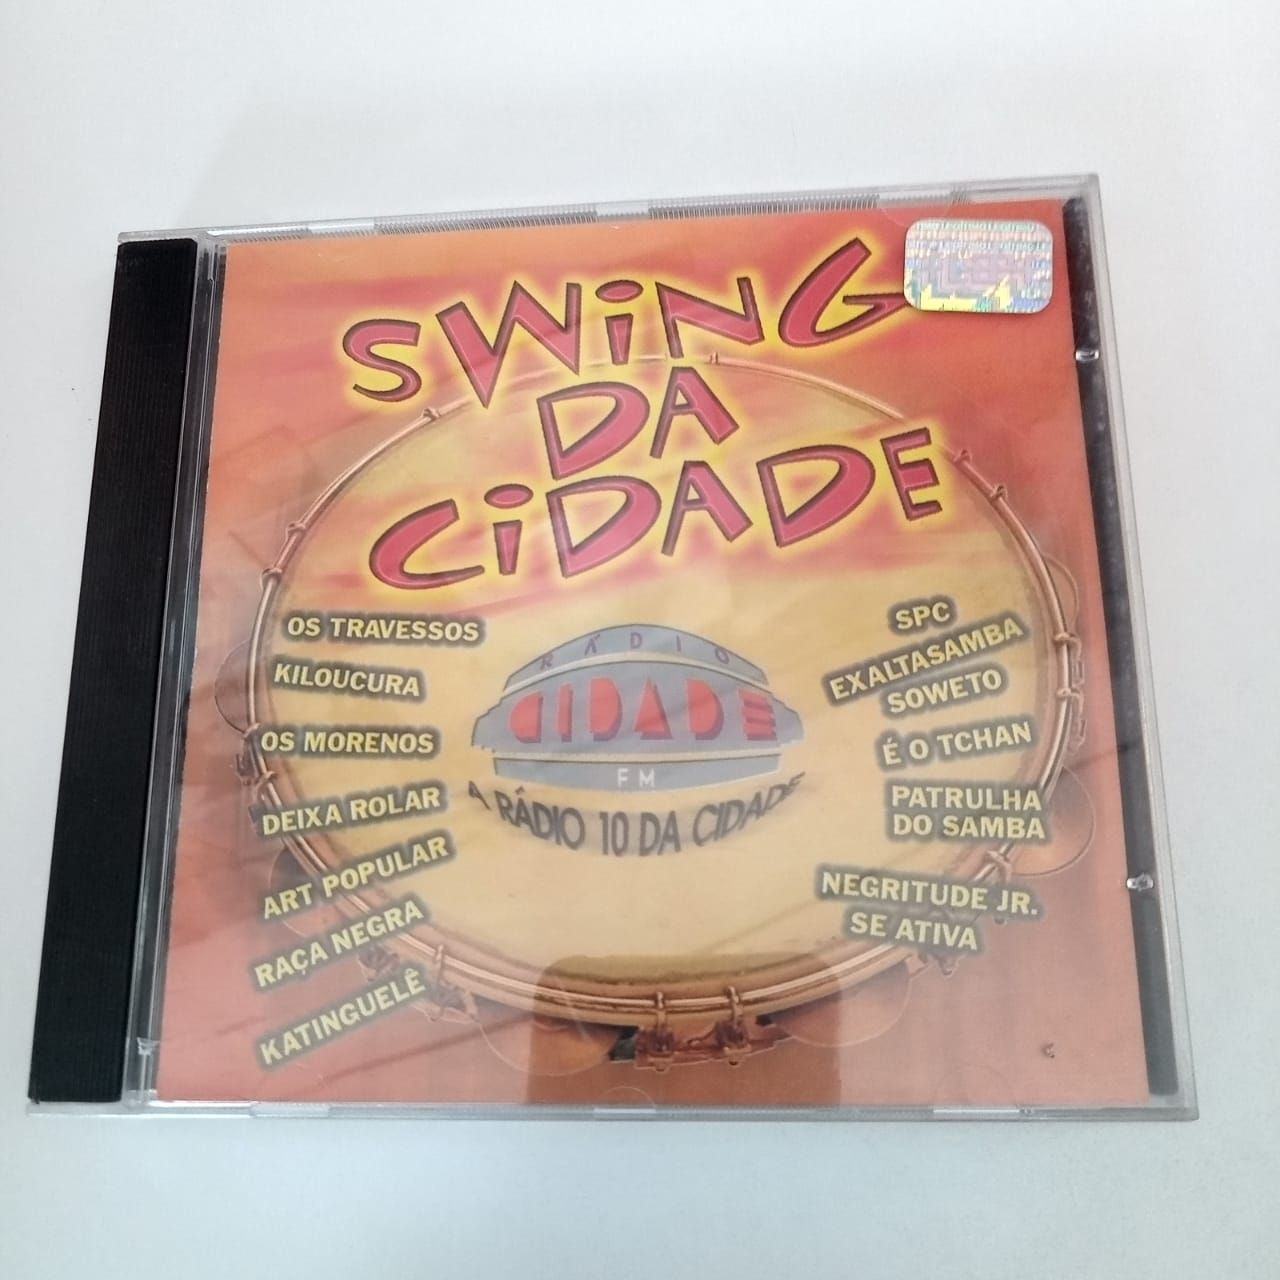 SWiNG
DA
CiDADE
OS TRAVESSOS
KILOUCURA
OS MORENOS
DEIXA ROLAR
ART POPULAR
RAÇA NEGRA
KATINGUELÊ
RÁDIO
CIDADE
FM
A RÁDIO 10 DA CIDADE
SPC
EXALTASAMBA
SOWETO
É O TCHAN
PATRULHA
DO SAMBA
NEGRITUDE JR.
SE ATIVA